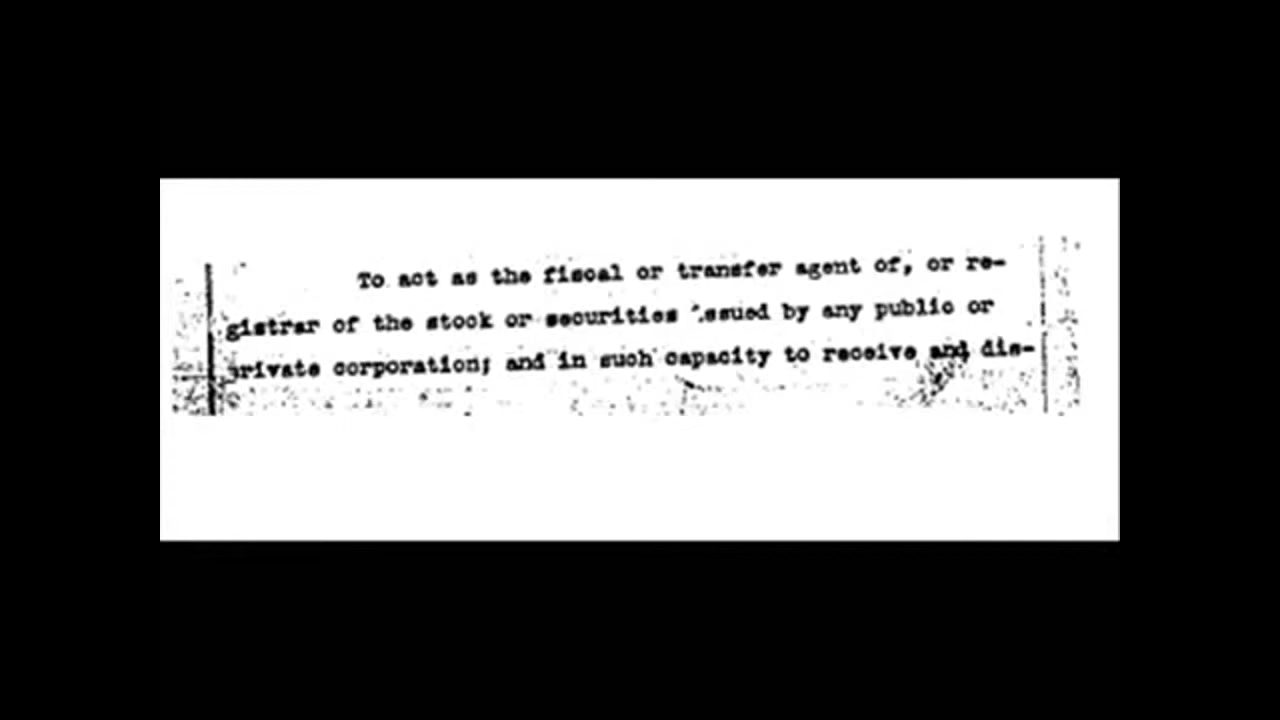 To act as the fiscal or transfer agent of, or re-
gistrar of the stock or securities issued by any public or
private corporation; and in such capacity to receive and dis-